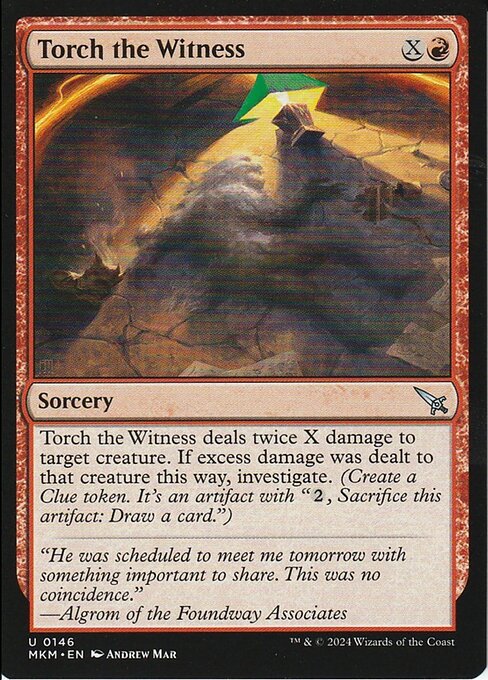 Torch the Witness X
Sorcery
Torch the Witness deals twice X damage to
target creature. If excess damage was dealt to
that creature this way, investigate. (Create a
Clue token. It's an artifact with “2, Sacrifice this
artifact: Draw a card.”)
“He was scheduled to meet me tomorrow with
something important to share. This was no
coincidence.”
—Algrom of the Foundway Associates
U 0146
MKM • EN Andrew Mar
™ & © 2024 Wizards of the Coast